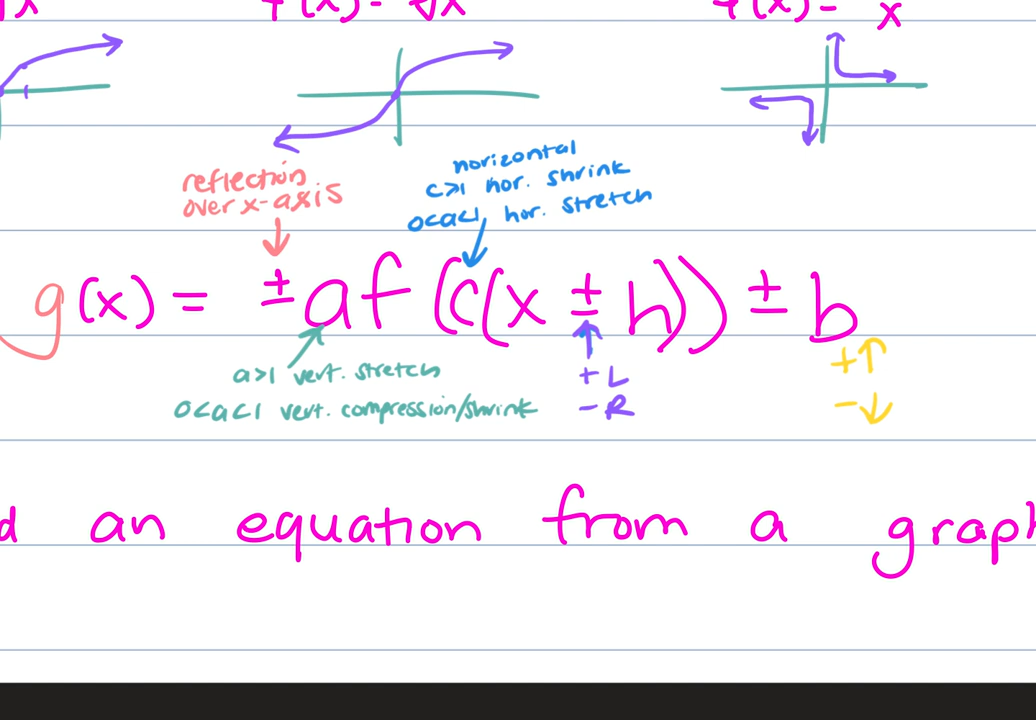 f(x) = ∛x
f(x) = x
reflection
over x-axis
horizontal
c>1 hor. shrink
0<a<1 hor. stretch
g(x) = ±af(c(x ± h)) ± b
a>1 vert. stretch
0<a<1 vert. compression/shrink
+ L
- R
+↑
-↓
an equation from a graph